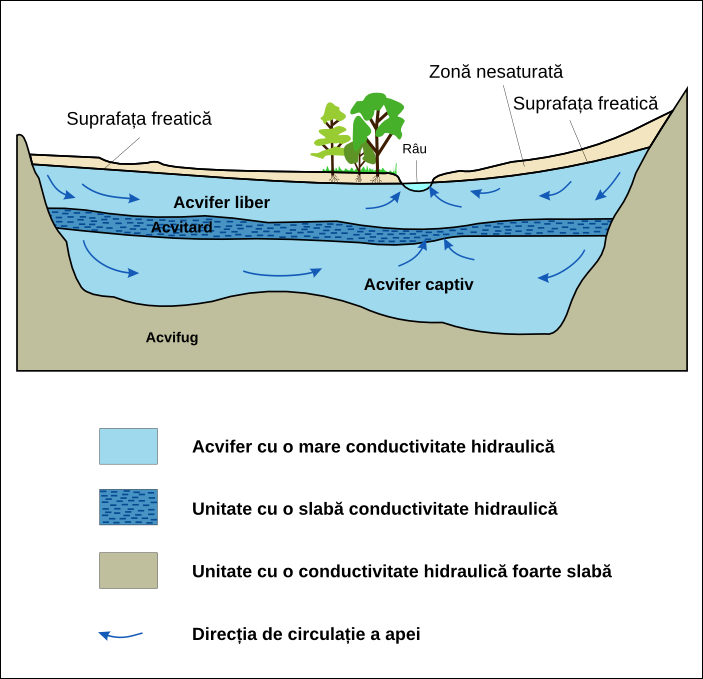 Zonă nesaturată
Suprafața freatică
Suprafața freatică
Râu
Acvifer liber
Acvitard
Acvifer captiv
Acvifug
Acvifer cu o mare conductivitate hidraulică
Unitate cu o slabă conductivitate hidraulică
Unitate cu o conductivitate hidraulică foarte slabă
Direcția de circulație a apei